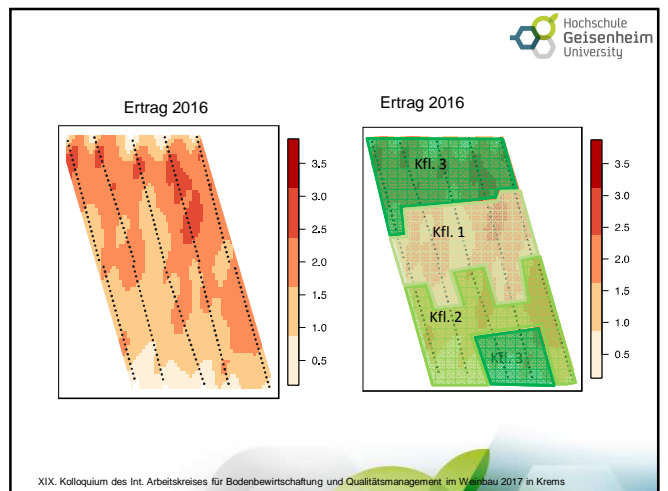 Hochschule
Geisenheim
University
Ertrag 2016
3,5
3.0
2.5
2.0
1.5
1.0
0,5
Ertrag 2016
Kfl. 3
Kfl. 1
Kfl. 2
Kfl. 3
3,5
3.0
2.5
2.0
1.5
1.0
0.5
XIX. Kolloquium des Int. Arbeitskreises für Bodenbewirtschaftung und Qualitätsmanagement im Weinbau 2017 in Krems